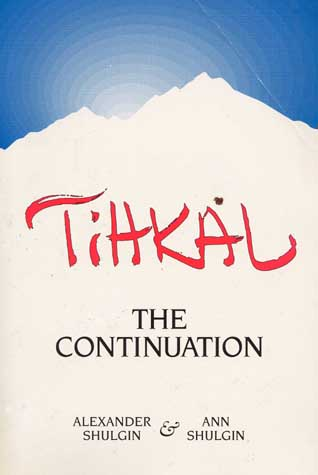 TiHKAL
THE
CONTINUATION
ALEXANDER & ANN
SHULGIN SHULGIN